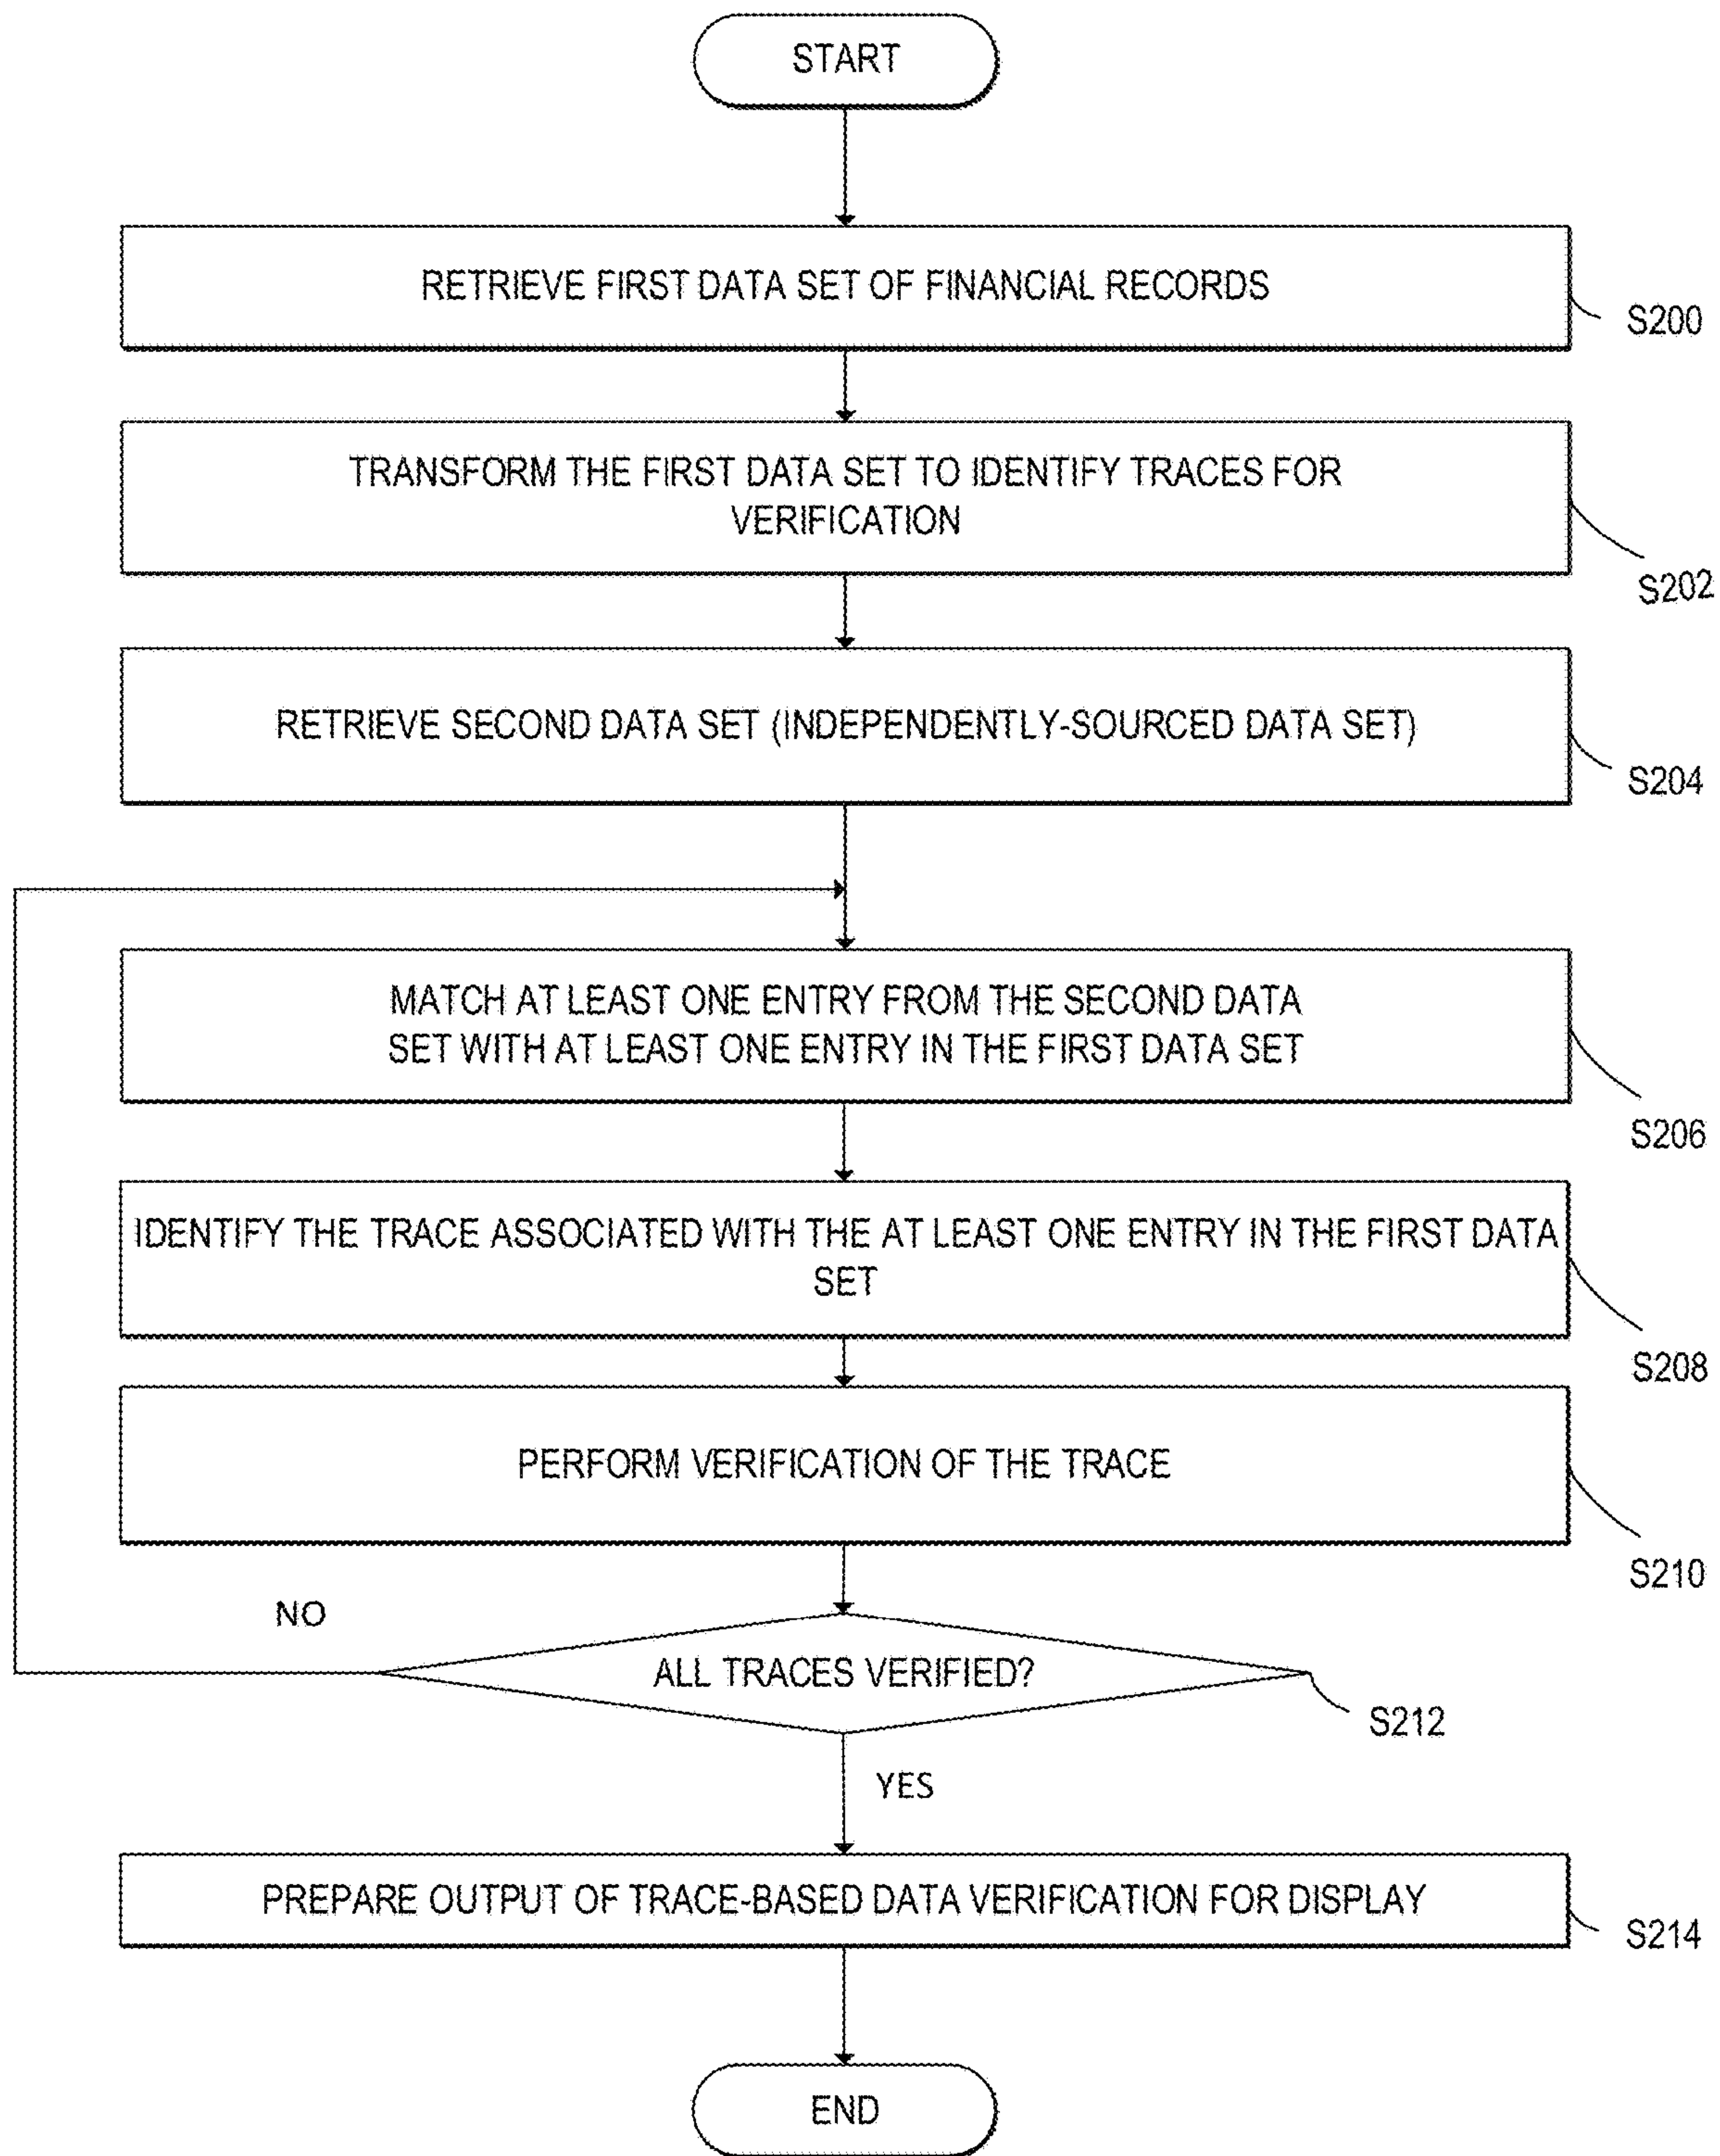 START
RETRIEVE FIRST DATA SET OF FINANCIAL RECORDS
S200
TRANSFORM THE FIRST DATA SET TO IDENTIFY TRACES FOR
VERIFICATION
S202
RETRIEVE SECOND DATA SET (INDEPENDENTLY-SOURCED DATA SET)
S204
MATCH AT LEAST ONE ENTRY FROM THE SECOND DATA
SET WITH AT LEAST ONE ENTRY IN THE FIRST DATA SET
S206
IDENTIFY THE TRACE ASSOCIATED WITH THE AT LEAST ONE ENTRY IN THE FIRST DATA
SET
S208
PERFORM VERIFICATION OF THE TRACE
S210
NO
ALL TRACES VERIFIED?
S212
YES
PREPARE OUTPUT OF TRACE-BASED DATA VERIFICATION FOR DISPLAY
S214
END